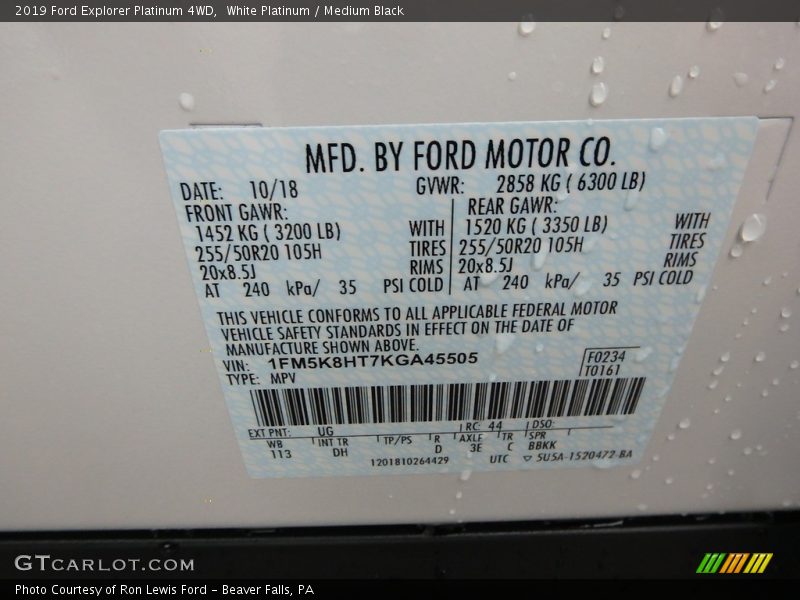 2019 Ford Explorer Platinum 4WD, White Platinum / Medium Black
MFD. BY FORD MOTOR CO.
DATE: 10/18 GVWR: 2858 KG ( 6300 LB)
FRONT GAWR: REAR GAWR:
1452 KG ( 3200 LB) WITH 1520 KG ( 3350 LB) WITH
255/50R20 105H TIRES 255/50R20 105H TIRES
20x8.5J RIMS 20x8.5J RIMS
AT 240 kPa/ 35 PSI COLD AT 240 kPa/ 35 PSI COLD
THIS VEHICLE CONFORMS TO ALL APPLICABLE FEDERAL MOTOR
VEHICLE SAFETY STANDARDS IN EFFECT ON THE DATE OF
MANUFACTURE SHOWN ABOVE.
VIN: 1FM5K8HT7KGA45505 F0234
TYPE: MPV T0161
EXT PNT: UG RC: 44 DSO:
WB INT TR TP/PS R AXLE TR SPR
113 DH D 3E C BBKK
1201810264429 UTC ▽ 5U5A-1520472-BA
GTCARLOT.COM
Photo Courtesy of Ron Lewis Ford - Beaver Falls, PA